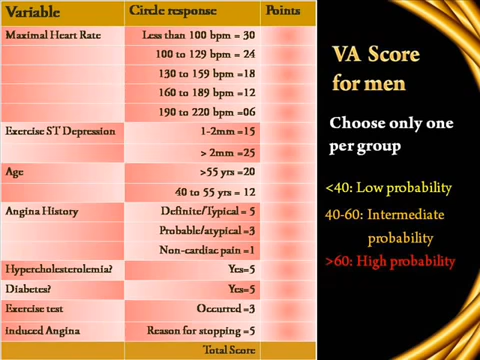 Variable Circle response Points
Maximal Heart Rate Less than 100 bpm = 30
100 to 129 bpm = 24
130 to 159 bpm =18
160 to 189 bpm =12
190 to 220 bpm =06
Exercise ST Depression 1-2mm =15
> 2mm =25
Age >55 yrs = 20
40 to 55 yrs = 12
Angina History Definite/Typical = 5
Probable/atypical =3
Non-cardiac pain =1
Hypercholesterolemia? Yes=5
Diabetes? Yes=5
Exercise test Occurred =3
induced Angina Reason for stopping =5
Total Score
VA Score
for men
Choose only one
per group
<40: Low probability
40-60: Intermediate
probability
>60: High probability